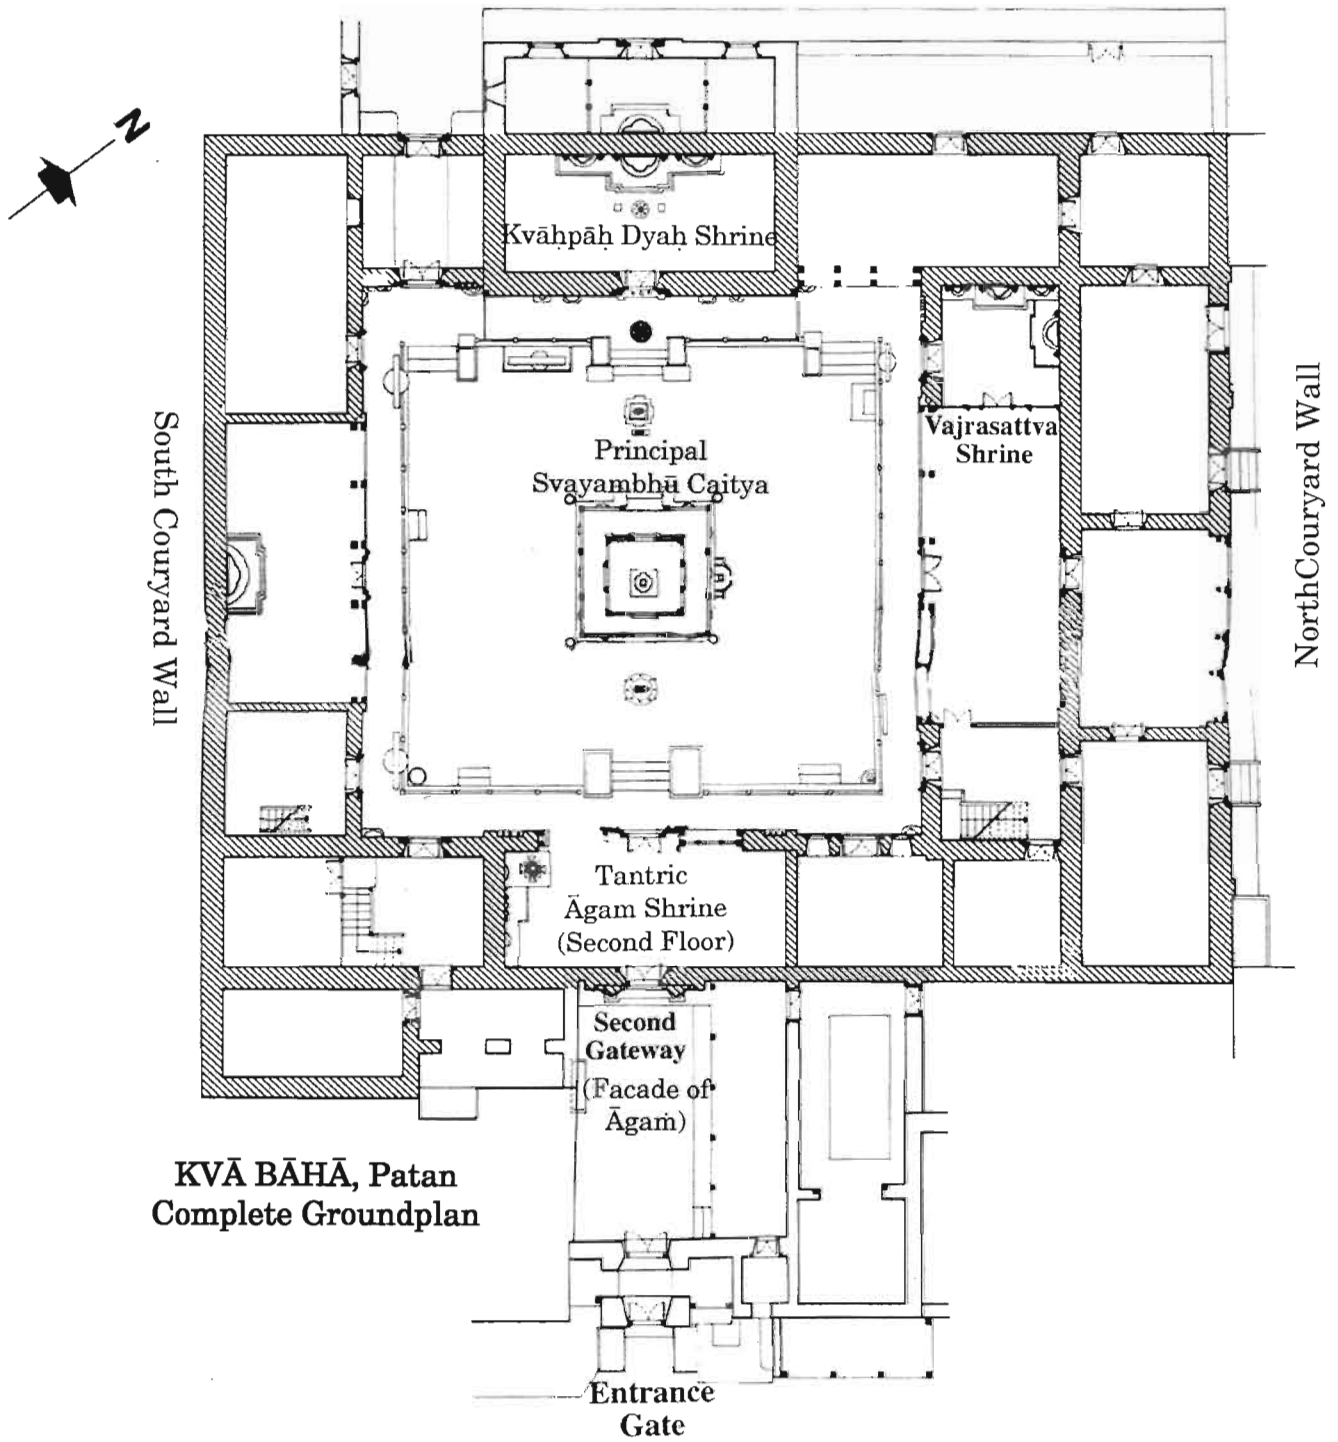 N
Kvāḥpāḥ Dyaḥ Shrine
South Couryard Wall
Principal
Svayambhū Caitya
Vajrasattva
Shrine
NorthCouryard Wall
Tantric
Āgam Shrine
(Second Floor)
Second
Gateway
(Facade of
Āgaṁ)
KVĀ BĀHĀ, Patan
Complete Groundplan
Entrance
Gate